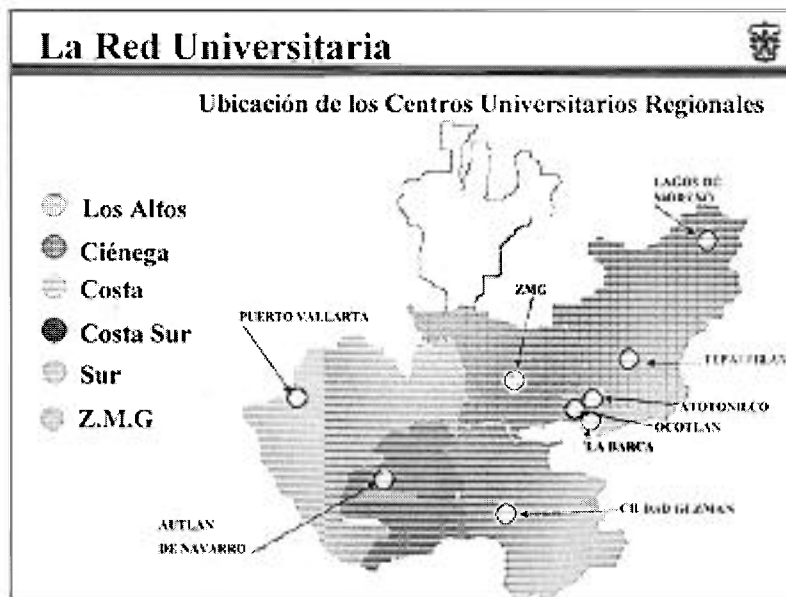 La Red Universitaria
Ubicación de los Centros Universitarios Regionales
Los Altos
Ciénega
Costa
Costa Sur
Sur
Z.M.G
LAGOS DE
MORENO
ZMG
PUERTO VALLARTA
TEPATITLAN
ATOTONILCO
OCOTLAN
LA BARCA
CIUDAD GUZMAN
AUTLAN
DE NAVARRO